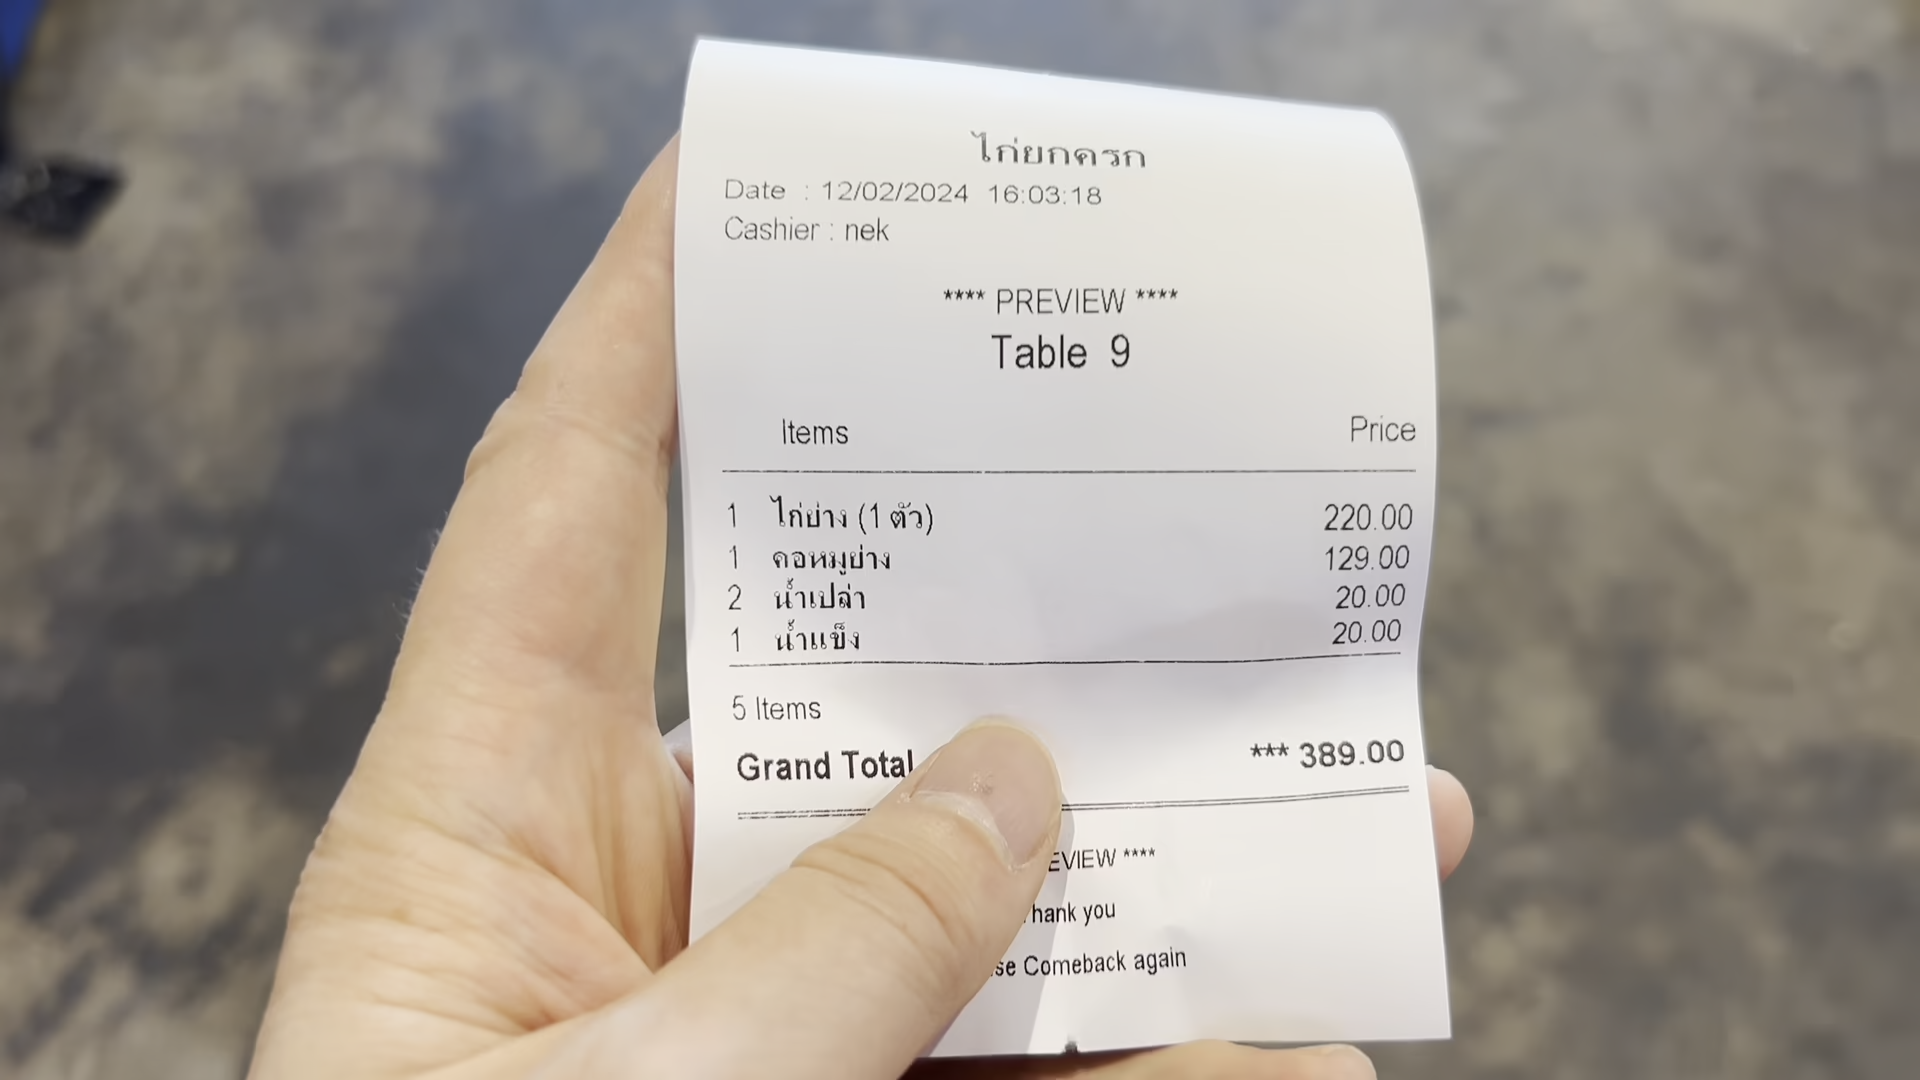 ไก่ยกครก
Date : 12/02/2024 16:03:18
Cashier : nek
**** PREVIEW ****
Table 9
Items Price
1 ไก่ย่าง (1 ตัว) 220.00
1 คอหมูย่าง 129.00
2 น้ำเปล่า 20.00
1 น้ำแข็ง 20.00
5 Items
Grand Total *** 389.00
EVIEW ****
hank you
se Comeback again